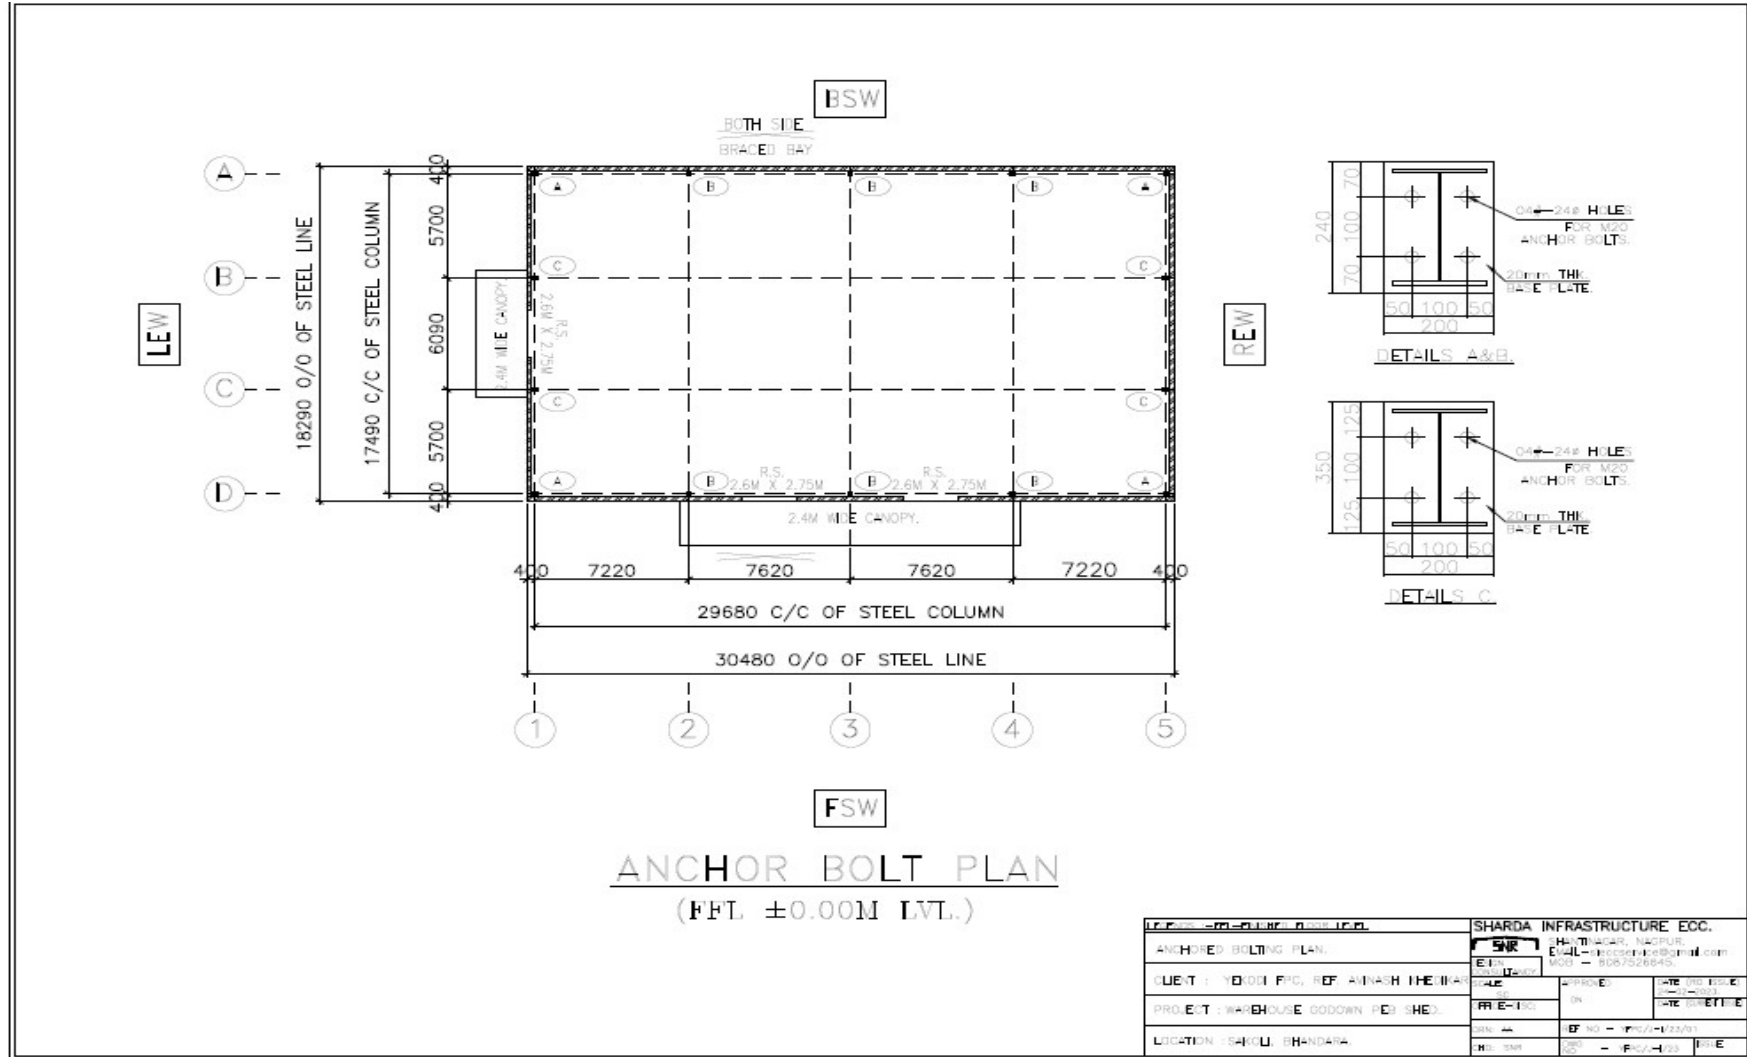 BSW
BOTH SIDE
BRACED BAY
A
B
C
D
LEW
REW
FSW
18290 O/O OF STEEL LINE
17490 C/C OF STEEL COLUMN
400
5700
6090
5700
400
A B B B A
C C
C C
A B B B A
2.4M WIDE CANOPY.
R.S.
2.6M X 2.75M
R.S.
2.6M X 2.75M
R.S.
2.6M X 2.75M
2.4M WIDE CANOPY.
400 7220 7620 7620 7220 400
29680 C/C OF STEEL COLUMN
30480 O/O OF STEEL LINE
1 2 3 4 5
ANCHOR BOLT PLAN
(FFL ±0.00M LVL.)
240
70
100
70
HOLES
FOR M20
ANCHOR BOLTS.
20mm THK.
BASE PLATE.
50 100 50
200
DETAILS A&B.
350
125
100
125
HOLES
FOR M20
ANCHOR BOLTS.
20mm THK.
BASE PLATE
50 100 50
200
DETAILS C.
ANCHORED BOLTING PLAN.
CLIENT : FPC, REF. AVINASH
PROJECT : WAREHOUSE GODOWN PEB SHED.
LOCATION : SAKOLI, BHANDARA.
SHARDA INFRASTRUCTURE ECC.
SNR
NAGPUR.
MOB – 8087526645.
SCALE
APPROVED
REF NO –
ISSUE